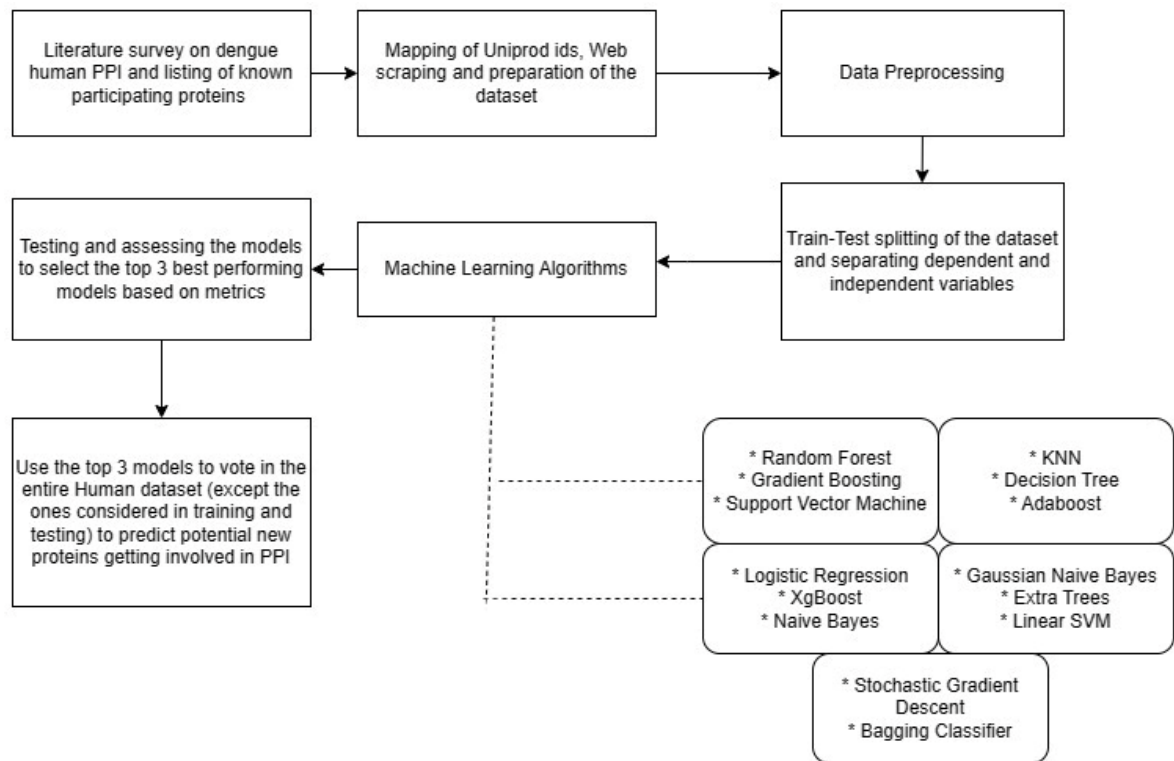 Literature survey on dengue
human PPI and listing of known
participating proteins
Mapping of Uniprod ids, Web
scraping and preparation of the
dataset
Data Preprocessing
Train-Test splitting of the dataset
and separating dependent and
independent variables
Machine Learning Algorithms
Testing and assessing the models
to select the top 3 best performing
models based on metrics
Use the top 3 models to vote in the
entire Human dataset (except the
ones considered in training and
testing) to predict potential new
proteins getting involved in PPI
* Random Forest
* Gradient Boosting
* Support Vector Machine
* KNN
* Decision Tree
* Adaboost
* Logistic Regression
* XgBoost
* Naive Bayes
* Gaussian Naive Bayes
* Extra Trees
* Linear SVM
* Stochastic Gradient
Descent
* Bagging Classifier